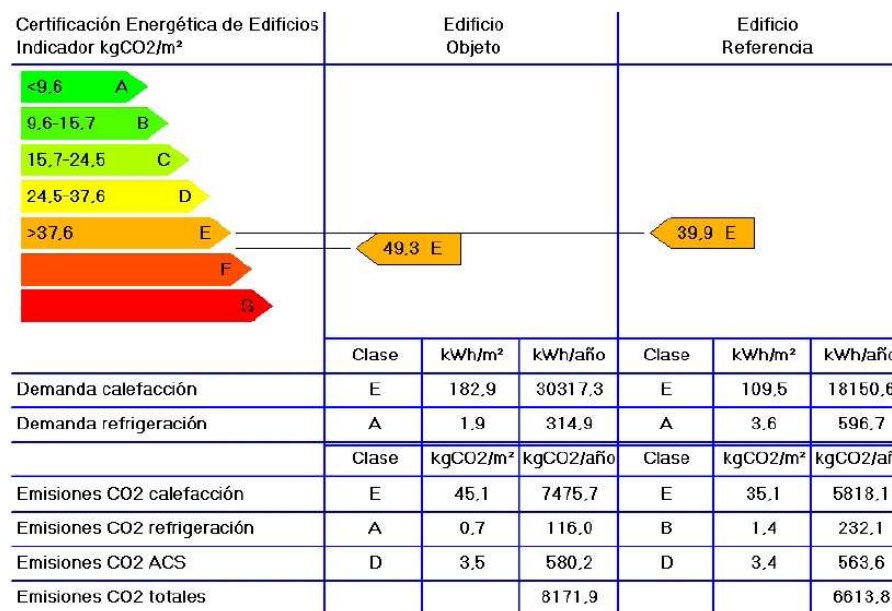 Certificación Energética de Edificios
Indicador kgCO2/m²
Edificio
Objeto
Edificio
Referencia
<9,6 A
9,6-15,7 B
15,7-24,5 C
24,5-37,6 D
>37,6 E
F
G
49,3 E
39,9 E
Clase kWh/m² kWh/año Clase kWh/m² kWh/año
Demanda calefacción E 182,9 30317,3 E 109,5 18150,6
Demanda refrigeración A 1,9 314,9 A 3,6 596,7
Clase kgCO2/m² kgCO2/año Clase kgCO2/m² kgCO2/añ
Emisiones CO2 calefacción E 45,1 7475,7 E 35,1 5818,1
Emisiones CO2 refrigeración A 0,7 116,0 B 1,4 232,1
Emisiones CO2 ACS D 3,5 580,2 D 3,4 563,6
Emisiones CO2 totales 8171,9 6613,8